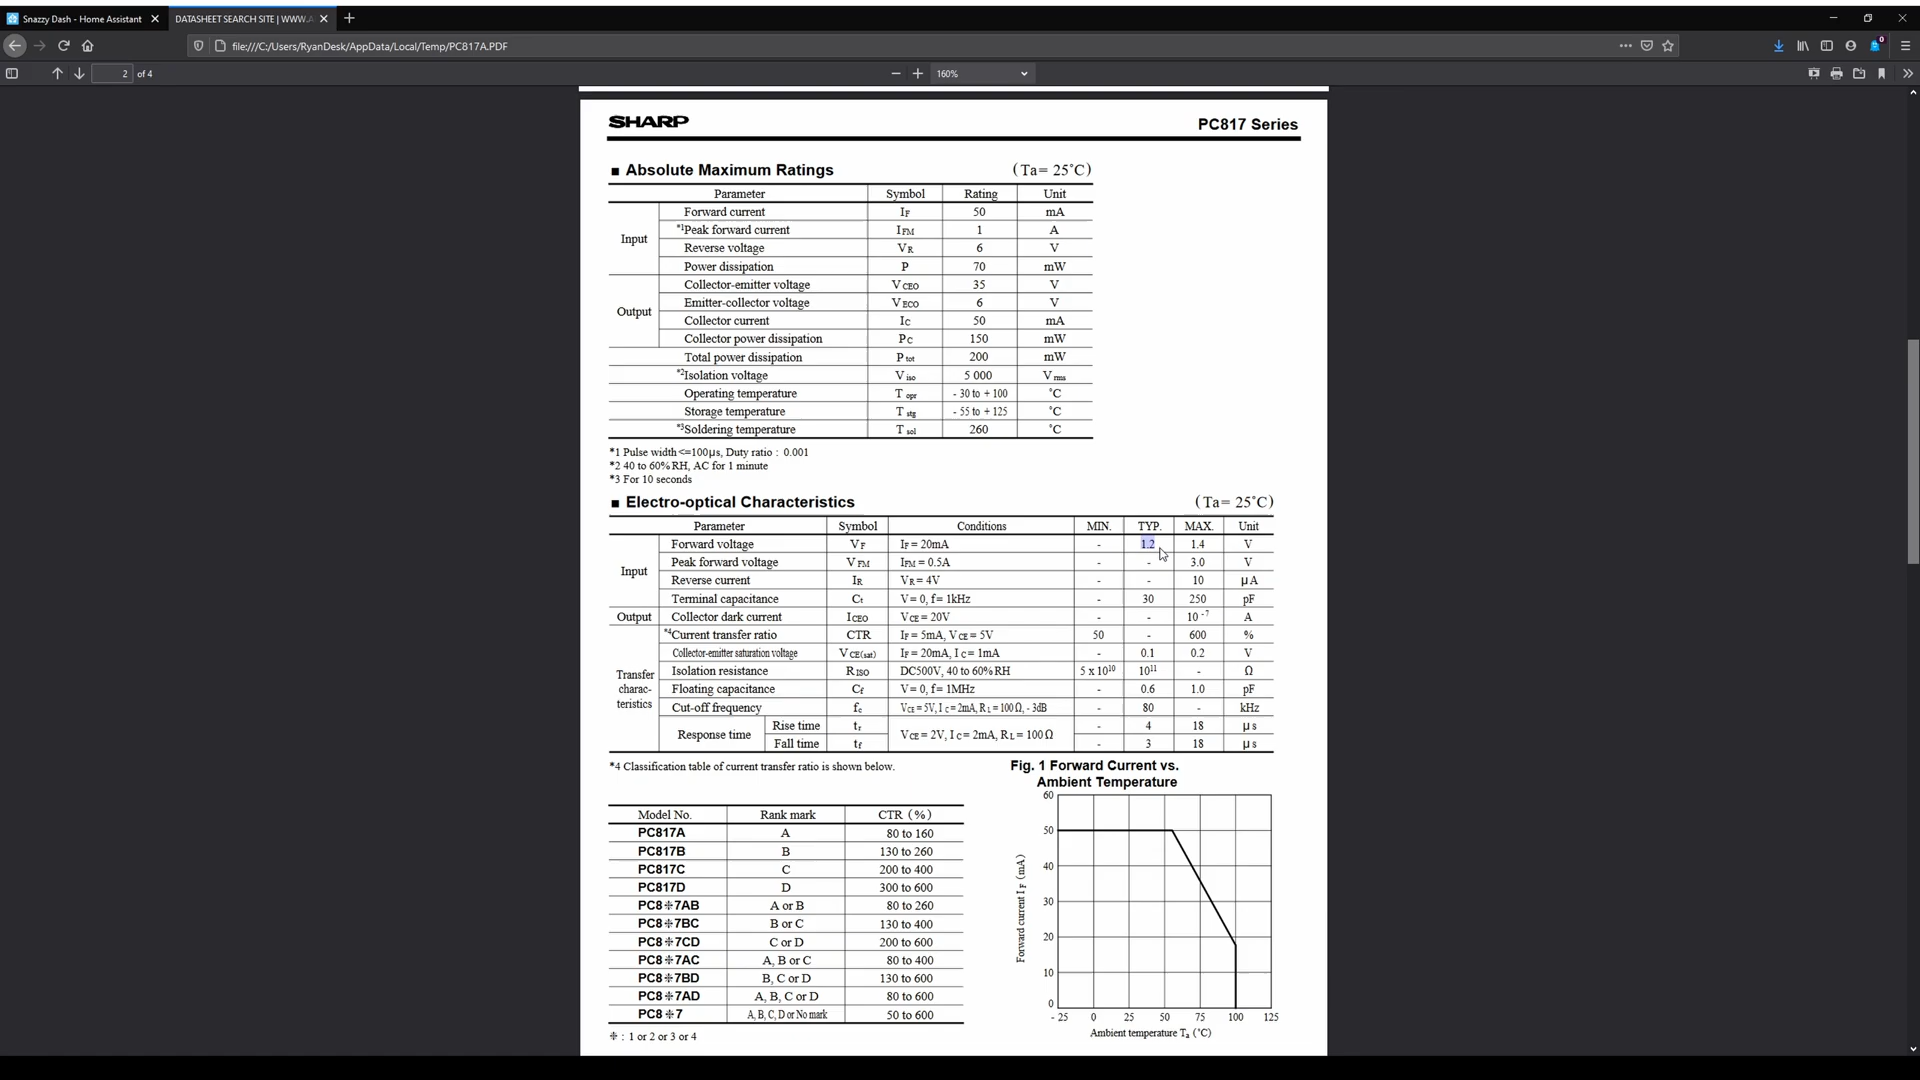 Snazzy Dash - Home Assistant
DATASHEET SEARCH SITE | WWW.A
file:///C:/Users/RyanDesk/AppData/Local/Temp/PC817A.PDF
0
2 of 4
160%
SHARP
PC817 Series
■ Absolute Maximum Ratings (Ta= 25˚C)
Parameter Symbol Rating Unit
Input
Forward current IF 50 mA
*1Peak forward current IFM 1 A
Reverse voltage VR 6 V
Power dissipation P 70 mW
Output
Collector-emitter voltage VCEO 35 V
Emitter-collector voltage VECO 6 V
Collector current IC 50 mA
Collector power dissipation PC 150 mW
Total power dissipation Ptot 200 mW
*2Isolation voltage Viso 5 000 Vrms
Operating temperature Topr - 30 to + 100 ˚C
Storage temperature Tstg - 55 to + 125 ˚C
*3Soldering temperature Tsol 260 ˚C
*1 Pulse width <=100μs, Duty ratio : 0.001
*2 40 to 60% RH, AC for 1 minute
*3 For 10 seconds
■ Electro-optical Characteristics (Ta= 25˚C)
Parameter Symbol Conditions MIN. TYP. MAX. Unit
Input
Forward voltage VF IF = 20mA - 1.2 1.4 V
Peak forward voltage VFM IFM = 0.5A - - 3.0 V
Reverse current IR VR = 4V - - 10 μA
Terminal capacitance Ct V= 0, f= 1kHz - 30 250 pF
Output Collector dark current ICEO VCE = 20V - - 10⁻⁷ A
Transfer charac-teristics
*4Current transfer ratio CTR IF = 5mA, VCE = 5V 50 - 600 %
Collector-emitter saturation voltage VCE(sat) IF = 20mA, IC = 1mA - 0.1 0.2 V
Isolation resistance RISO DC500V, 40 to 60% RH 5 x 10¹⁰ 10¹¹ - Ω
Floating capacitance Cf V= 0, f= 1MHz - 0.6 1.0 pF
Cut-off frequency fc VCE = 5V, IC = 2mA, RL = 100Ω, - 3dB - 80 - kHz
Response time
Rise time tr VCE = 2V, IC = 2mA, RL = 100Ω - 4 18 μs
Fall time tf - 3 18 μs
*4 Classification table of current transfer ratio is shown below.
Model No. Rank mark CTR (%)
PC817A A 80 to 160
PC817B B 130 to 260
PC817C C 200 to 400
PC817D D 300 to 600
PC8❉7AB A or B 80 to 260
PC8❉7BC B or C 130 to 400
PC8❉7CD C or D 200 to 600
PC8❉7AC A, B or C 80 to 400
PC8❉7BD B, C or D 130 to 600
PC8❉7AD A, B, C or D 80 to 600
PC8❉7 A, B, C, D or No mark 50 to 600
❉ : 1 or 2 or 3 or 4
Fig. 1 Forward Current vs.
Ambient Temperature
60
50
40
30
20
10
0
Forward current IF (mA)
- 25 0 25 50 75 100 125
Ambient temperature Ta (˚C)